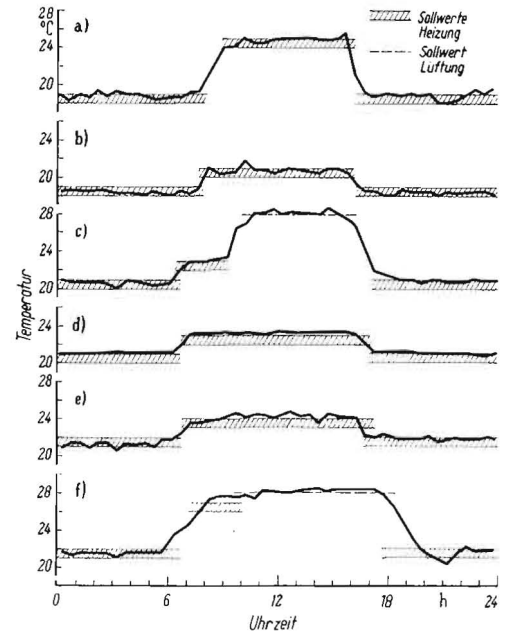 28
°C
24
20
a)
Sollwerte
Heizung
Sollwert
Lüftung
24
20
b)
28
24
20
c)
24
20
d)
24
20
e)
28
24
20
f)
Temperatur
0 6 12 18 h 24
Uhrzeit